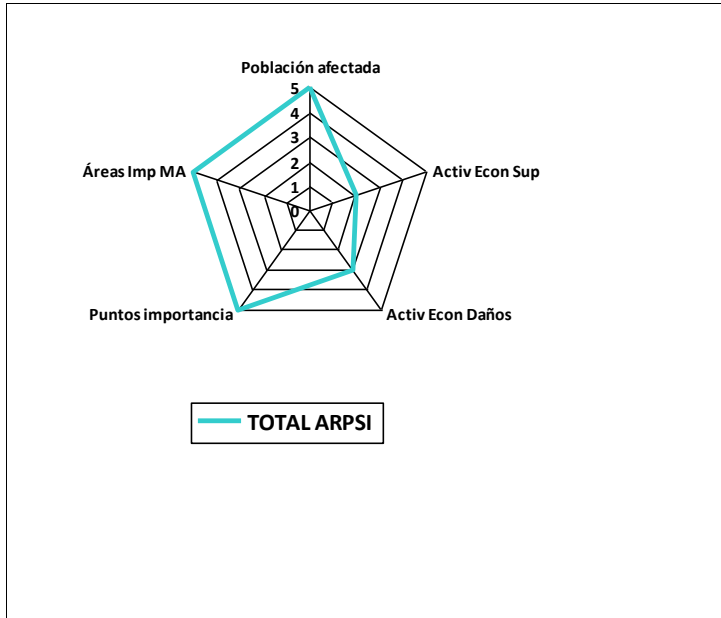 Población afectada
5
4
3
2
1
0
Áreas Imp MA
Activ Econ Sup
Puntos importancia
Activ Econ Daños
TOTAL ARPSI